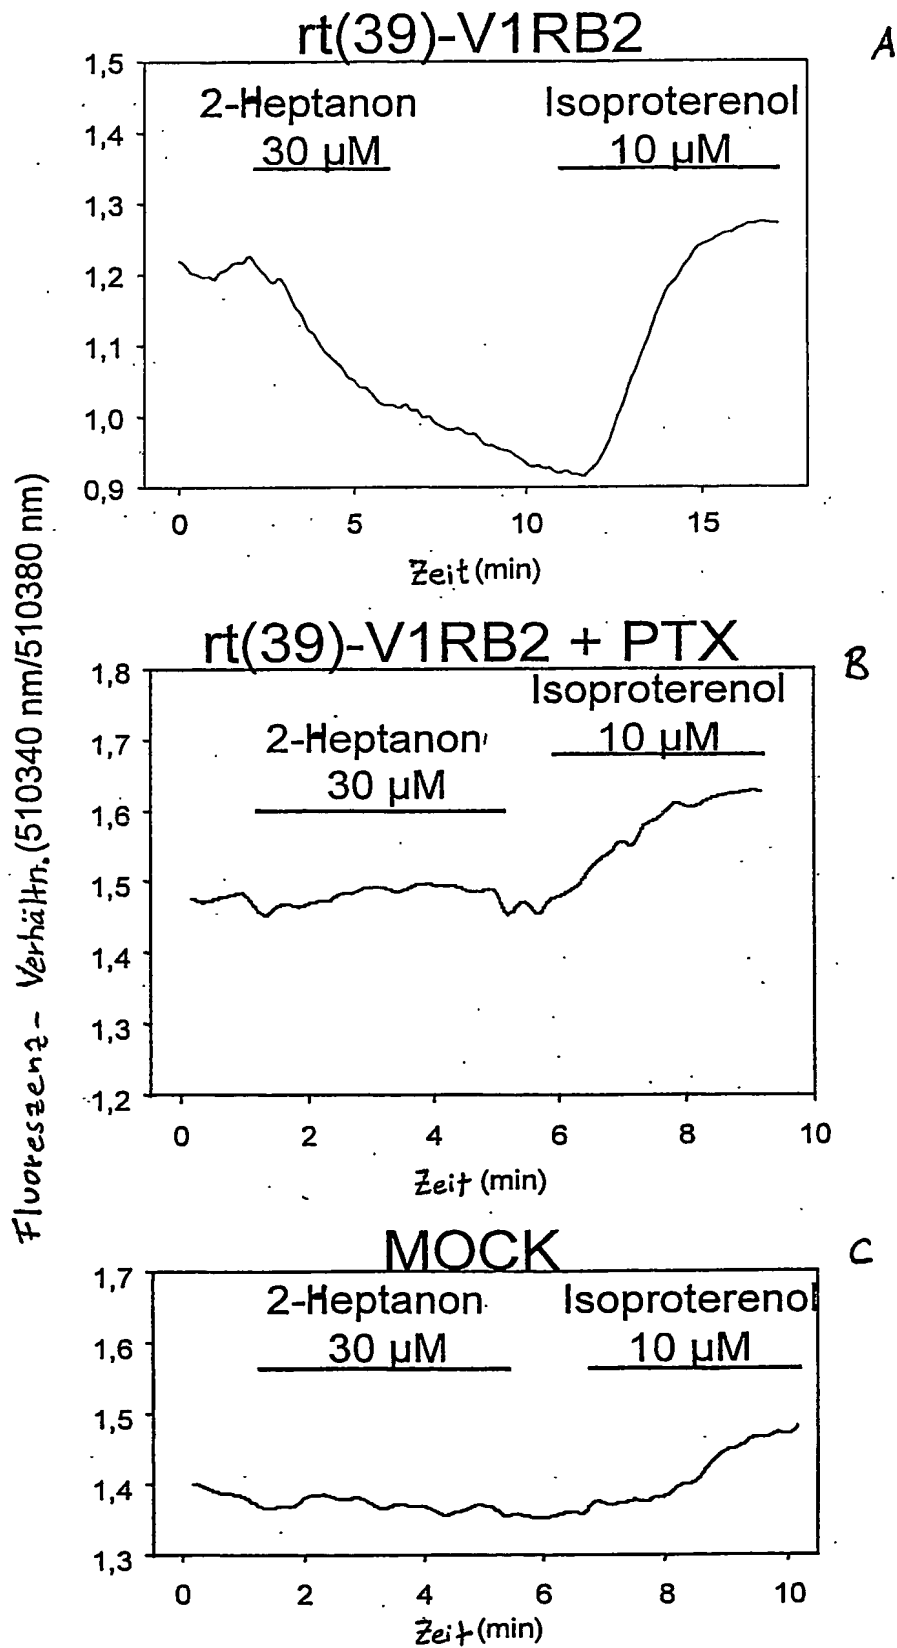 rt(39)-V1RB2
A
1,5
2-Heptanon
Isoproterenol
1,4
30 µM
10 µM
1,3
1,2
1,1
1,0
0,9
0
5
10
15
Zeit (min)
Fluoreszenz- Verhältn. (510340 nm/510380 nm)
rt(39)-V1RB2 + PTX
B
1,8
Isoproterenol
1,7
2-Heptanon
10 µM
30 µM
1,6
1,5
1,4
1,3
1,2
0
2
4
6
8
10
Zeit (min)
MOCK
C
1,7
2-Heptanon
Isoproterenol
1,6
30 µM
10 µM
1,5
1,4
1,3
0
2
4
6
8
10
Zeit (min)